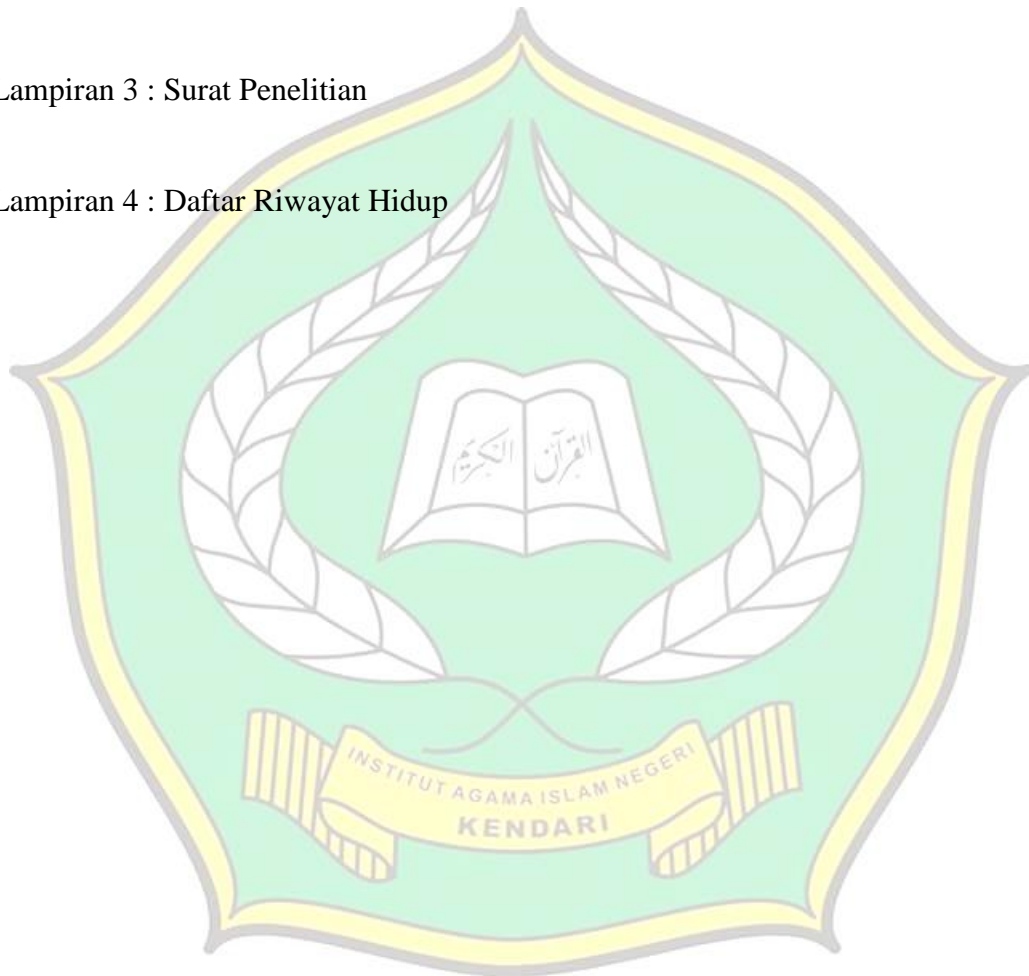 Lampiran 3 : Surat Penelitian
Lampiran 4 : Daftar Riwayat Hidup
القرآن الكريم
INSTITUT AGAMA ISLAM NEGERI
KENDARI